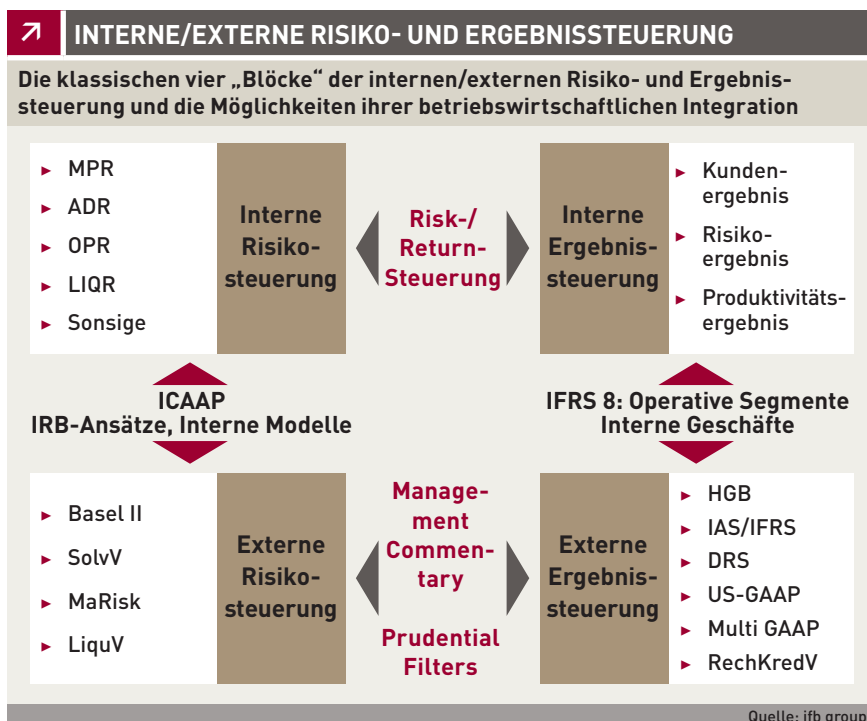 INTERNE/EXTERNE RISIKO- UND ERGEBNISSTEUERUNG
Die klassischen vier „Blöcke“ der internen/externen Risiko- und Ergebnis-
steuerung und die Möglichkeiten ihrer betriebswirtschaftlichen Integration
► MPR
► ADR
► OPR
► LIQR
► Sonsige
Interne
Risiko-
steuerung
Risk-/
Return-
Steuerung
Interne
Ergebnis-
steuerung
► Kunden-
ergebnis
► Risiko-
ergebnis
► Produktivitäts-
ergebnis
ICAAP
IRB-Ansätze, Interne Modelle
IFRS 8: Operative Segmente
Interne Geschäfte
► Basel II
► SolvV
► MaRisk
► LiquV
Externe
Risiko-
steuerung
Manage-
ment
Commen-
tary
Prudential
Filters
Externe
Ergebnis-
steuerung
► HGB
► IAS/IFRS
► DRS
► US-GAAP
► Multi GAAP
► RechKredV
Quelle: ifb group